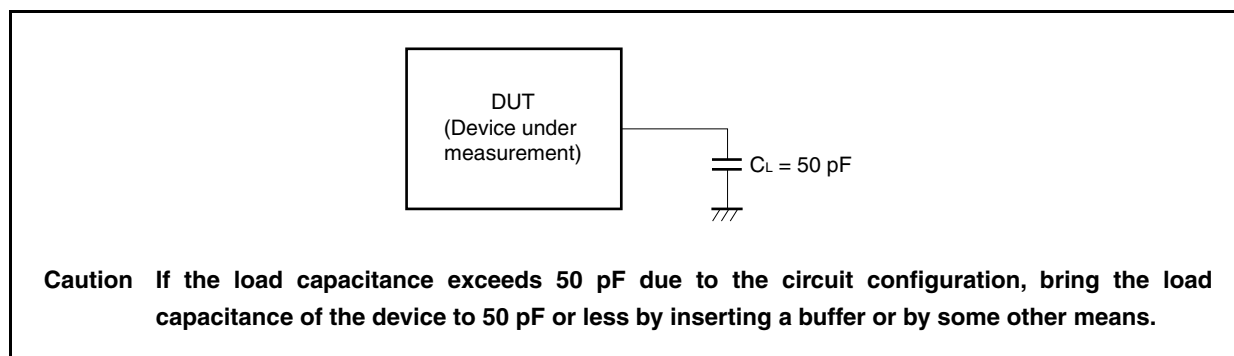 DUT
(Device under
measurement)
CL = 50 pF
Caution If the load capacitance exceeds 50 pF due to the circuit configuration, bring the load
capacitance of the device to 50 pF or less by inserting a buffer or by some other means.